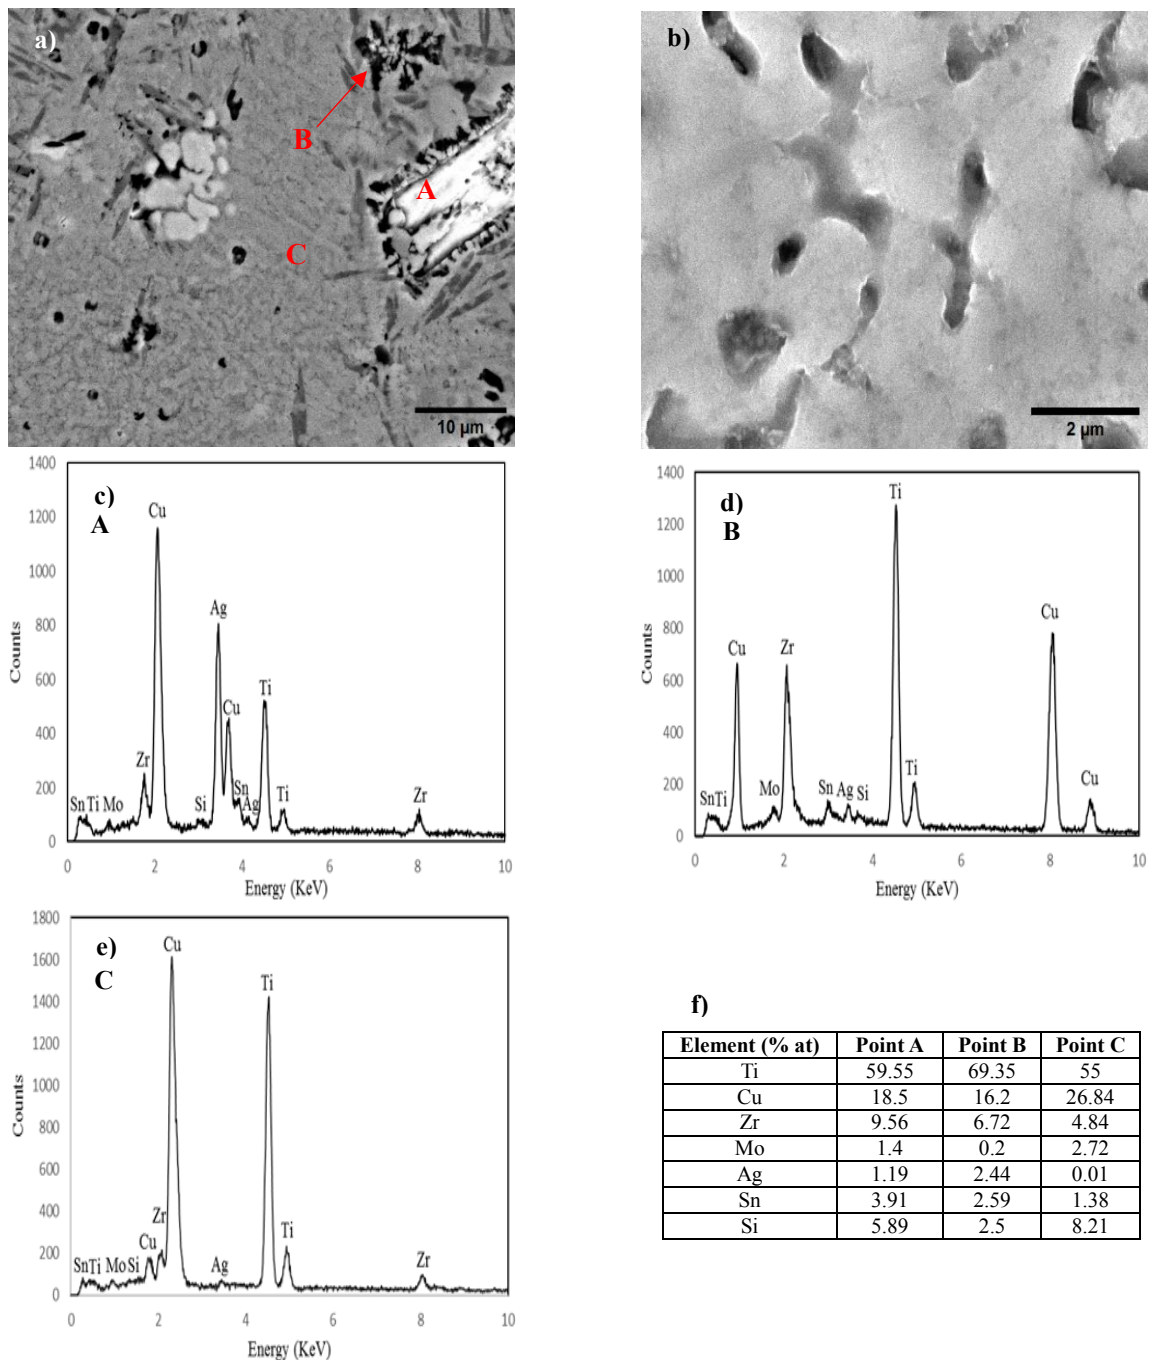 a)
B
A
C
10 µm
b)
2 µm
c)
A
Counts
1400
1200
1000
800
600
400
200
0
Cu
Ag
Ti
Cu
Zr
Sn
Sn Ti Mo
Si
Ag
Ti
Zr
0 2 4 6 8 10
Energy (KeV)
d)
B
Counts
1400
1200
1000
800
600
400
200
0
Ti
Cu
Cu
Zr
Mo
Sn Ag Si
Ti
Cu
SnTi
0 2 4 6 8 10
Energy (KeV)
e)
C
Counts
1800
1600
1400
1200
1000
800
600
400
200
0
Cu
Ti
Zr
Cu
Ti
SnTi Mo Si
Ag
Zr
0 2 4 6 8 10
Energy (KeV)
f)
Element (% at) Point A Point B Point C
Ti 59.55 69.35 55
Cu 18.5 16.2 26.84
Zr 9.56 6.72 4.84
Mo 1.4 0.2 2.72
Ag 1.19 2.44 0.01
Sn 3.91 2.59 1.38
Si 5.89 2.5 8.21